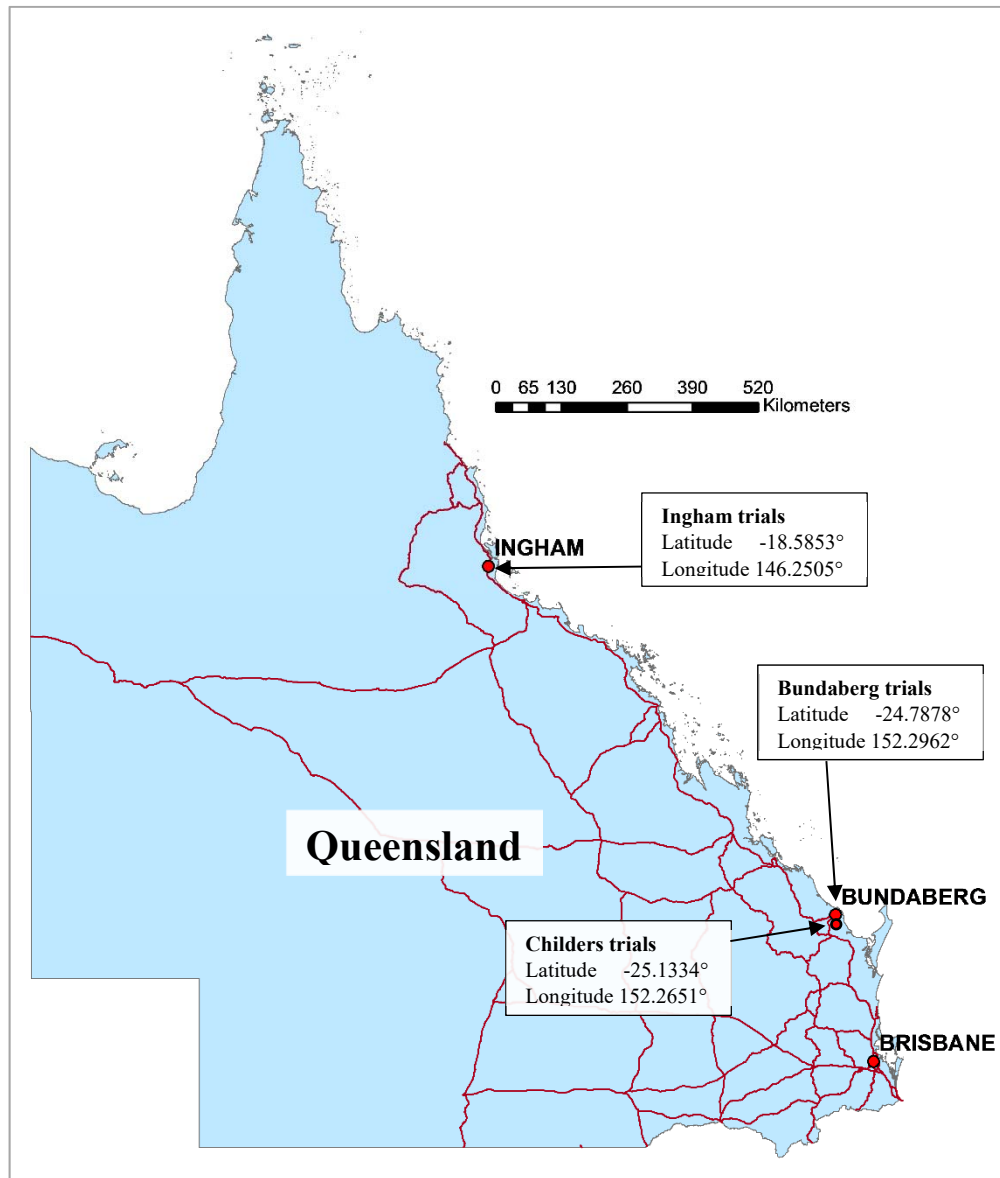 0 65 130 260 390 520
Kilometers
Ingham trials
Latitude -18.5853°
Longitude 146.2505°
INGHAM
Bundaberg trials
Latitude -24.7878°
Longitude 152.2962°
Queensland
BUNDABERG
Childers trials
Latitude -25.1334°
Longitude 152.2651°
BRISBANE